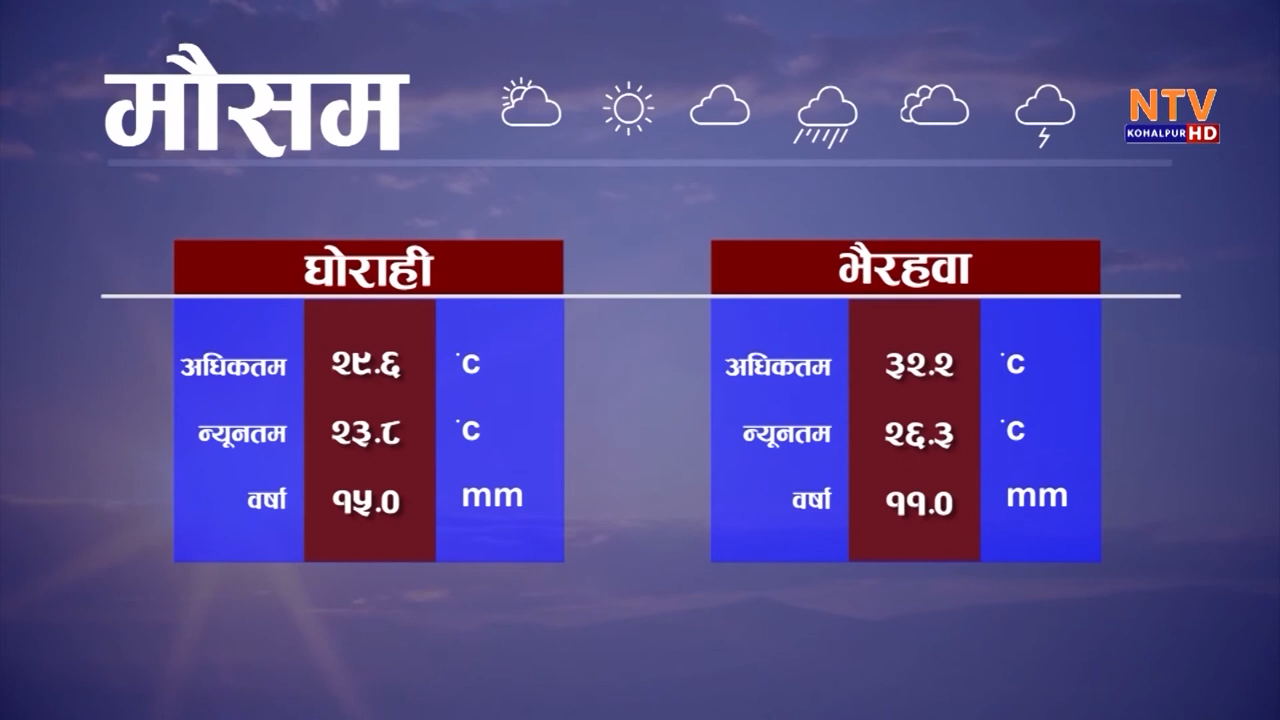 मौसम
NTV
KOHALPUR HD
घोराही
अधिकतम २९.६ °C
न्यूनतम २३.८ °C
वर्षा १५.0 mm
भैरहवा
अधिकतम ३२.२ °C
न्यूनतम २६.३ °C
वर्षा ११.0 mm